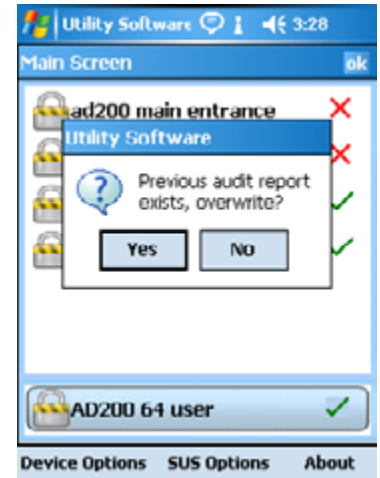 Utility Software 3:28
Main Screen ok
ad200 main entrance
Utility Software
Previous audit report
exists, overwrite?
Yes No
AD200 64 user
Device Options SUS Options About